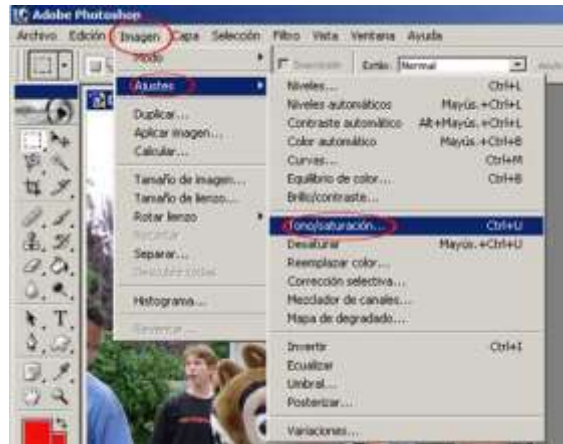 Adobe Photoshop
Archivo Edición Imagen Capa Selección Filtro Vista Ventana Ayuda
Modo
Estilo: Normal
Ajustes
Duplicar...
Aplicar imagen...
Calcular...
Tamaño de imagen...
Tamaño de lienzo...
Rotar lienzo
Recortar
Separar...
Histograma...
Niveles... Ctrl+L
Niveles automáticos Mayús.+Ctrl+L
Contraste automático Alt+Mayús.+Ctrl+L
Color automático Mayús.+Ctrl+B
Curvas... Ctrl+M
Equilibrio de color... Ctrl+B
Brillo/contraste...
Tono/saturación... Ctrl+U
Desaturar Mayús.+Ctrl+U
Reemplazar color...
Corrección selectiva...
Mezclador de canales...
Mapa de degradado...
Invertir Ctrl+I
Ecualizar
Umbral...
Posterizar...
Variaciones...